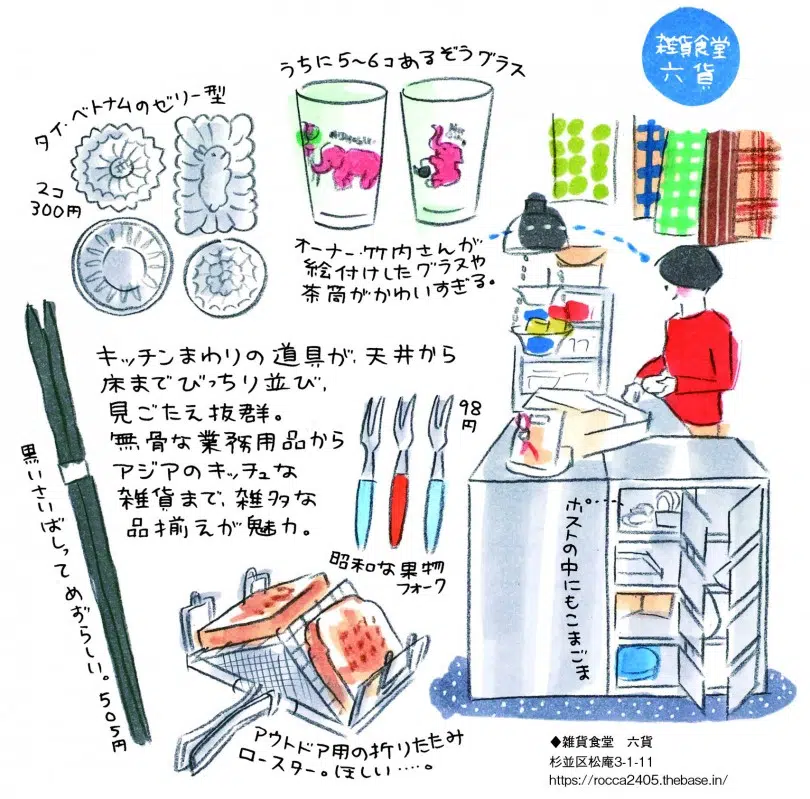 雑貨食堂
六貨
うちに5~6コあるぞうグラス
タイ・ベトナムのゼリー型
2コ
300円
オーナー・竹内さんが
絵付けしたグラスや
茶筒がかわいすぎる。
キッチンまわりの道具が、天井から
床までびっちり並び、
見ごたえ抜群。
無骨な業務用品から
アジアのキッチュな
雑貨まで、雑多な
品揃えが魅力。
98
円
昭和な果物
フォーク
黒いさいばしってめずらしい。505円
ポストの中にもこまごま
アウトドア用の折りたたみ
ロースター。ほしい……。
◆雑貨食堂　六貨
杉並区松庵3-1-11
https://rocca2405.thebase.in/